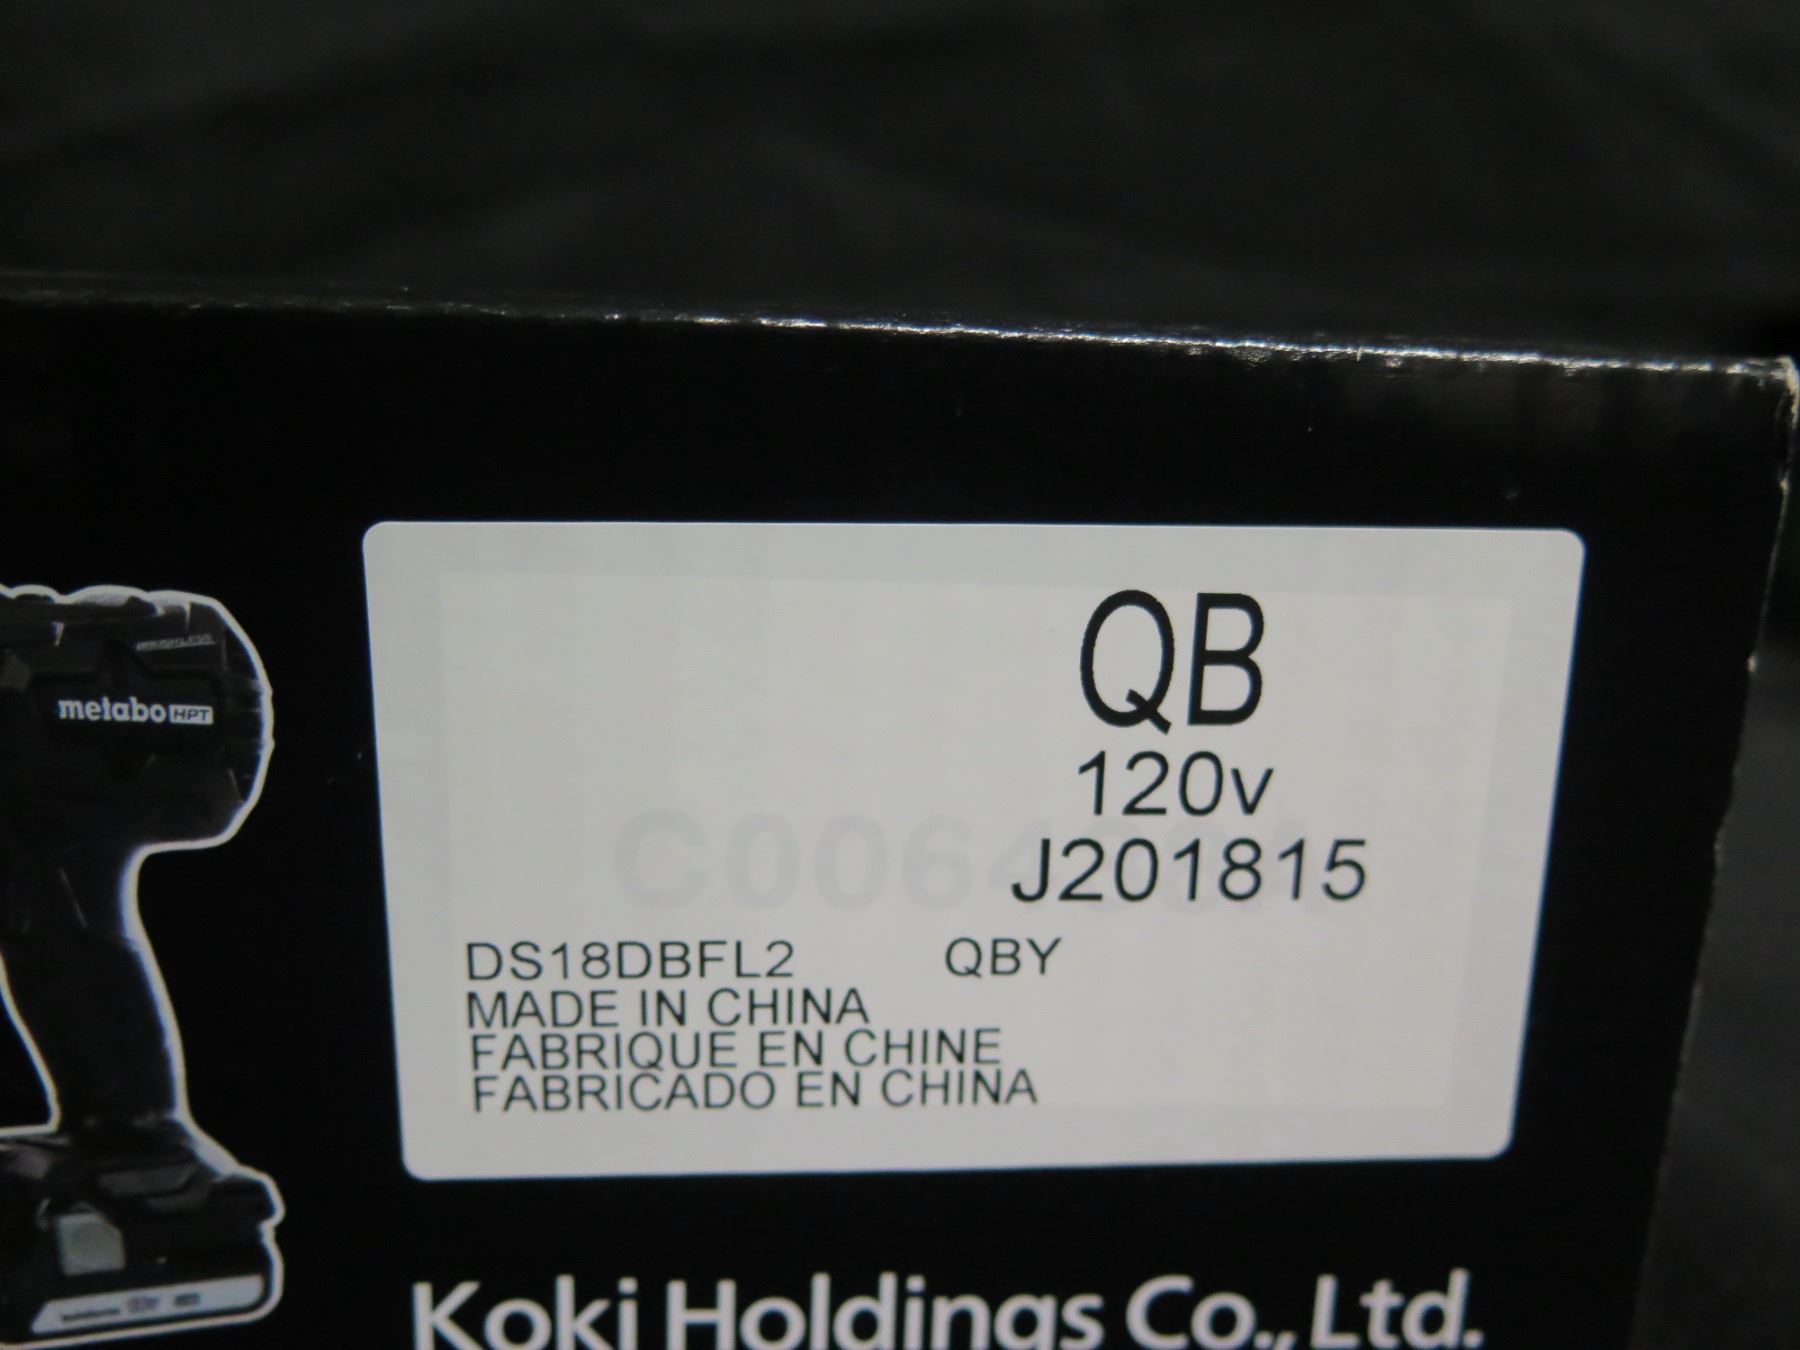 BRUSHLESS
metabo HPT
QB
120v
J201815
DS18DBFL2 QBY
MADE IN CHINA
FABRIQUE EN CHINE
FABRICADO EN CHINA
Koki Holdings Co., Ltd.